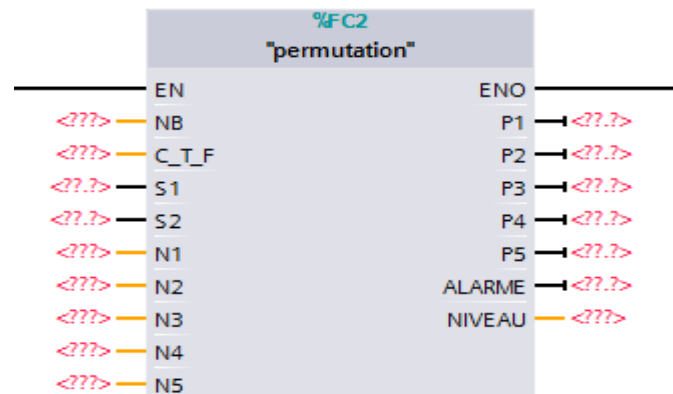 %FC2
"permutation"
EN ENO
<???> NB P1 <??.?>
<???> C_T_F P2 <??.?>
<??.?> S1 P3 <??.?>
<??.?> S2 P4 <??.?>
<???> N1 P5 <??.?>
<???> N2 ALARME <??.?>
<???> N3 NIVEAU <???>
<???> N4
<???> N5